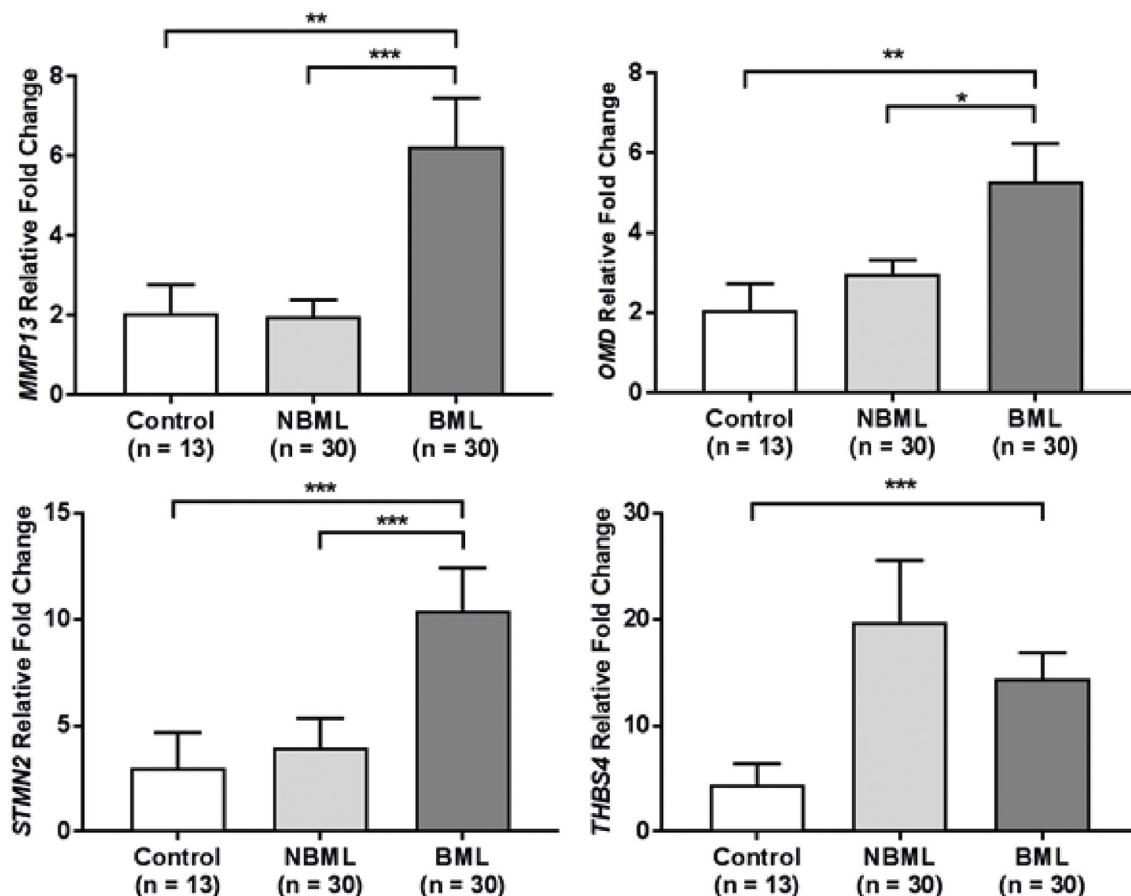 **
***
MMP13 Relative Fold Change
8
6
4
2
0
Control
(n = 13)
NBML
(n = 30)
BML
(n = 30)
**
*
OMD Relative Fold Change
8
6
4
2
0
Control
(n = 13)
NBML
(n = 30)
BML
(n = 30)
***
***
STMN2 Relative Fold Change
15
10
5
0
Control
(n = 13)
NBML
(n = 30)
BML
(n = 30)
***
THBS4 Relative Fold Change
30
20
10
0
Control
(n = 13)
NBML
(n = 30)
BML
(n = 30)